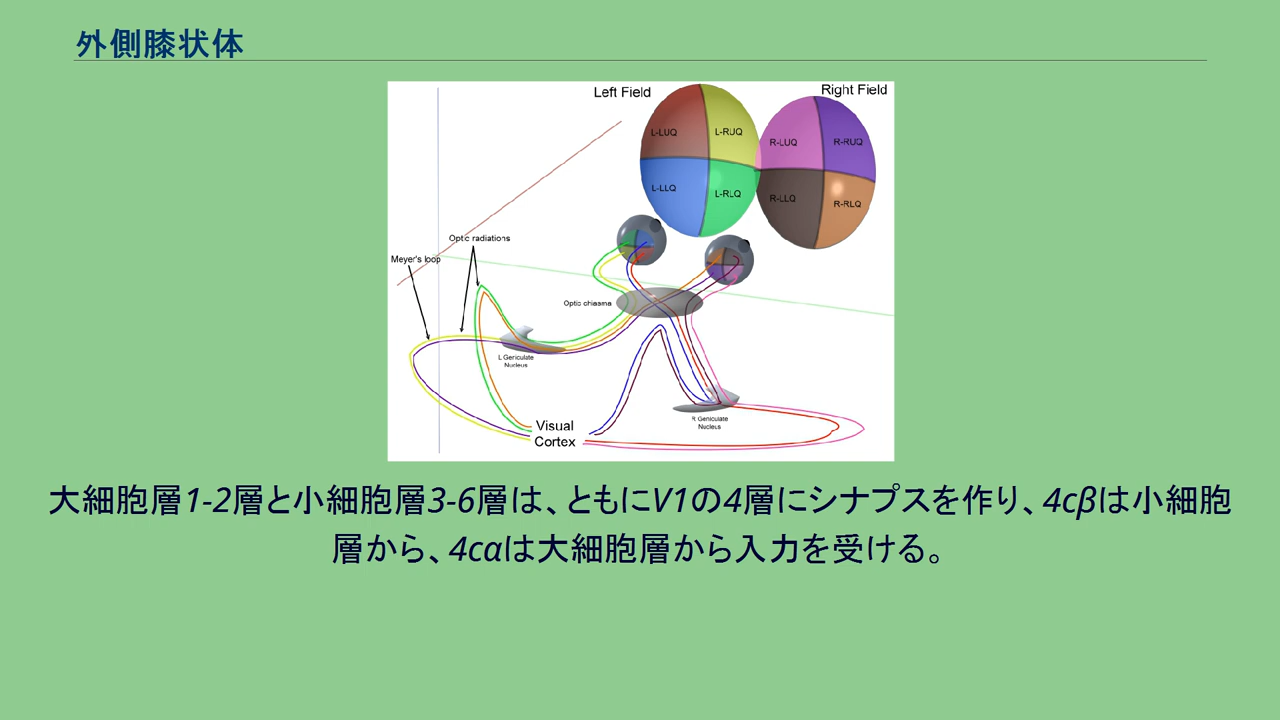 外側膝状体
Left Field
Right Field
L-LUQ
L-RUQ
R-LUQ
R-RUQ
L-LLQ
L-RLQ
R-LLQ
R-RLQ
Optic radiations
Meyer's loop
Optic chiasma
L Geniculate
Nucleus
R Geniculate
Nucleus
Visual
Cortex
大細胞層1-2層と小細胞層3-6層は、ともにV1の4層にシナプスを作り、4cβは小細胞
層から、4cαは大細胞層から入力を受ける。